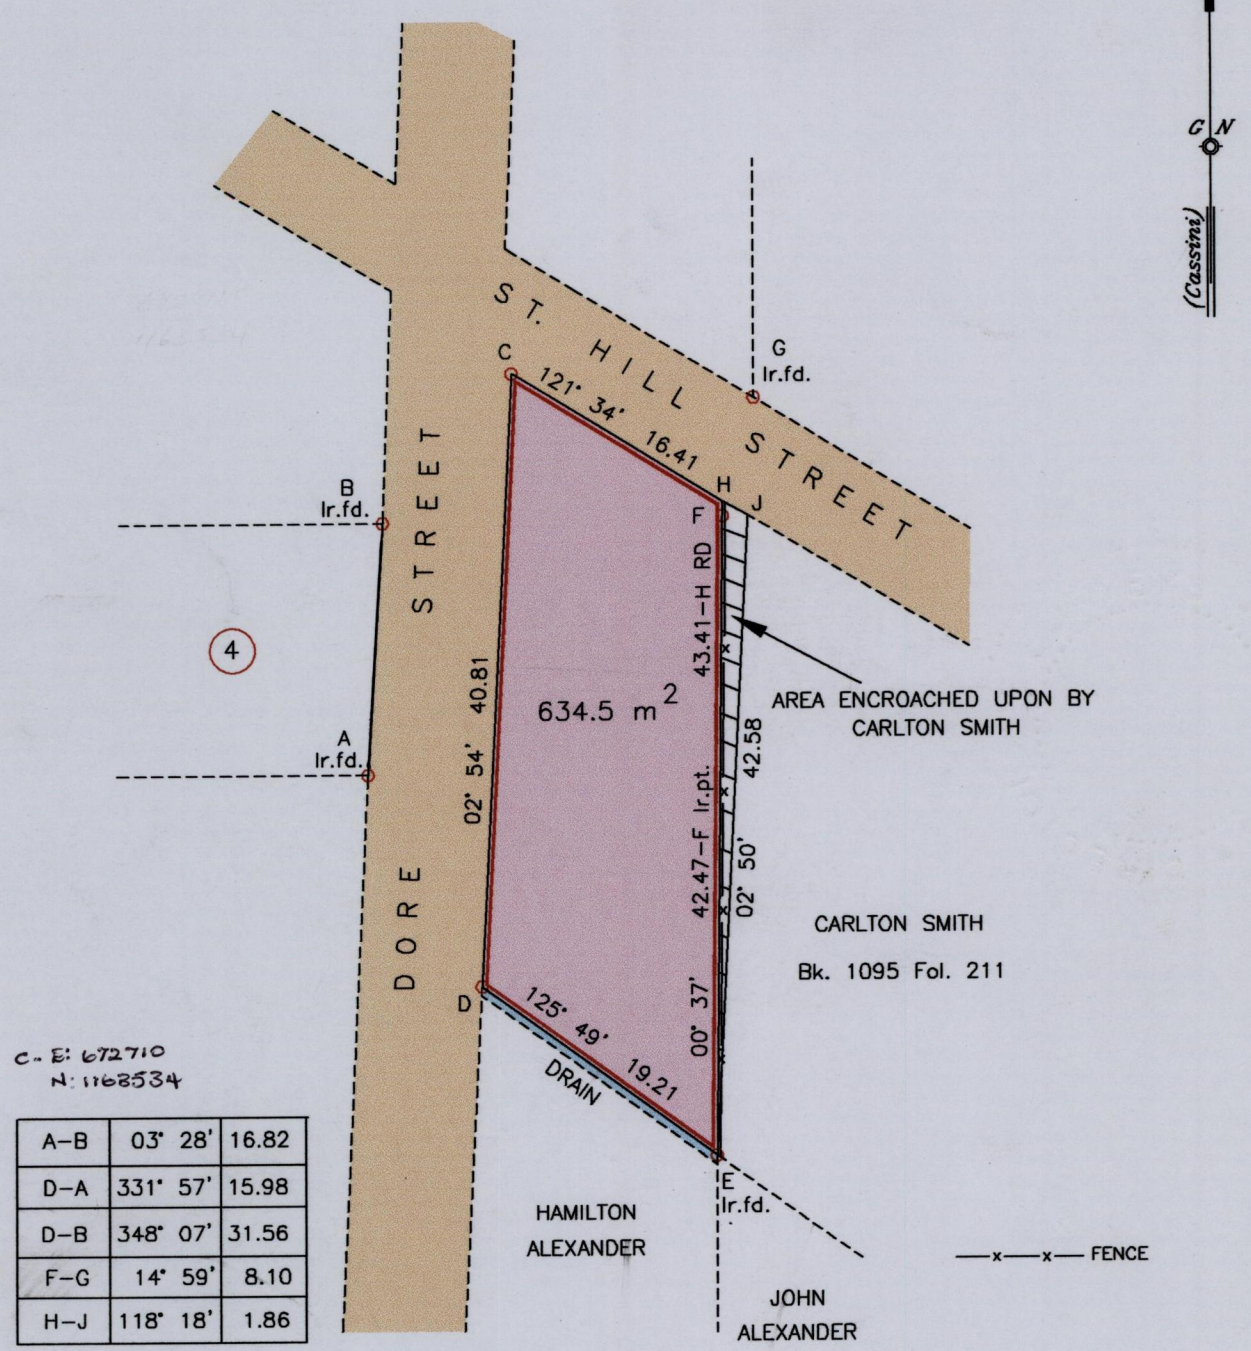 G N
(Cassini)
ST. HILL STREET
C
121° 34'
16.41
G
Ir.fd.
H
J
F
B
Ir.fd.
DORE STREET
4
A
Ir.fd.
02° 54' 40.81
634.5 m 2
43.41-H RD
42.47-F Ir.pt.
00° 37'
02° 50' 42.58
AREA ENCROACHED UPON BY
CARLTON SMITH
CARLTON SMITH
Bk. 1095 Fol. 211
D
125° 49'
19.21
DRAIN
E
Ir.fd.
HAMILTON
ALEXANDER
JOHN
ALEXANDER
x x FENCE
C- E: 672710
N: 1168534
A-B 03° 28' 16.82
D-A 331° 57' 15.98
D-B 348° 07' 31.56
F-G 14° 59' 8.10
H-J 118° 18' 1.86